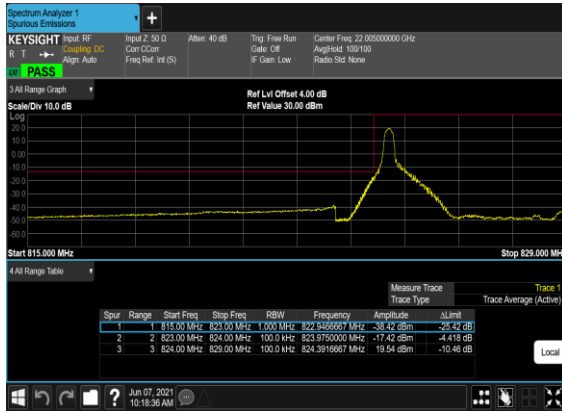 Spectrum Analyzer 1
Spurious Emissions
+
KEYSIGHT
R T
LV PASS
Input: RF
Coupling: DC
Align: Auto
Input Z: 50 Ω
Corr CCorr
Freq Ref: Int (S)
Atten: 40 dB
Trig: Free Run
Gate: Off
IF Gain: Low
Center Freq: 22.005000000 GHz
Avg|Hold: 100/100
Radio Std: None
3 All Range Graph
Scale/Div 10.0 dB
Ref Lvl Offset 4.00 dB
Ref Value 30.00 dBm
Log
20.0
10.0
0.00
-10.0
-20.0
-30.0
-40.0
-50.0
-60.0
Start 815.000 MHz
Stop 829.000 MH
4 All Range Table
Measure Trace Trace 1
Trace Type Trace Average (Active)
Spur Range Start Freq Stop Freq RBW Frequency Amplitude ΔLimit
1 1 815.00 MHz 823.00 MHz 1.000 MHz 822.9466667 MHz -38.42 dBm -25.42 dB
2 2 823.00 MHz 824.00 MHz 100.0 kHz 823.9750000 MHz -17.42 dBm -4.418 dB
3 3 824.00 MHz 829.00 MHz 100.0 kHz 824.3916667 MHz 19.54 dBm -10.46 dB
Local
?
Jun 07, 2021
10:18:36 AM